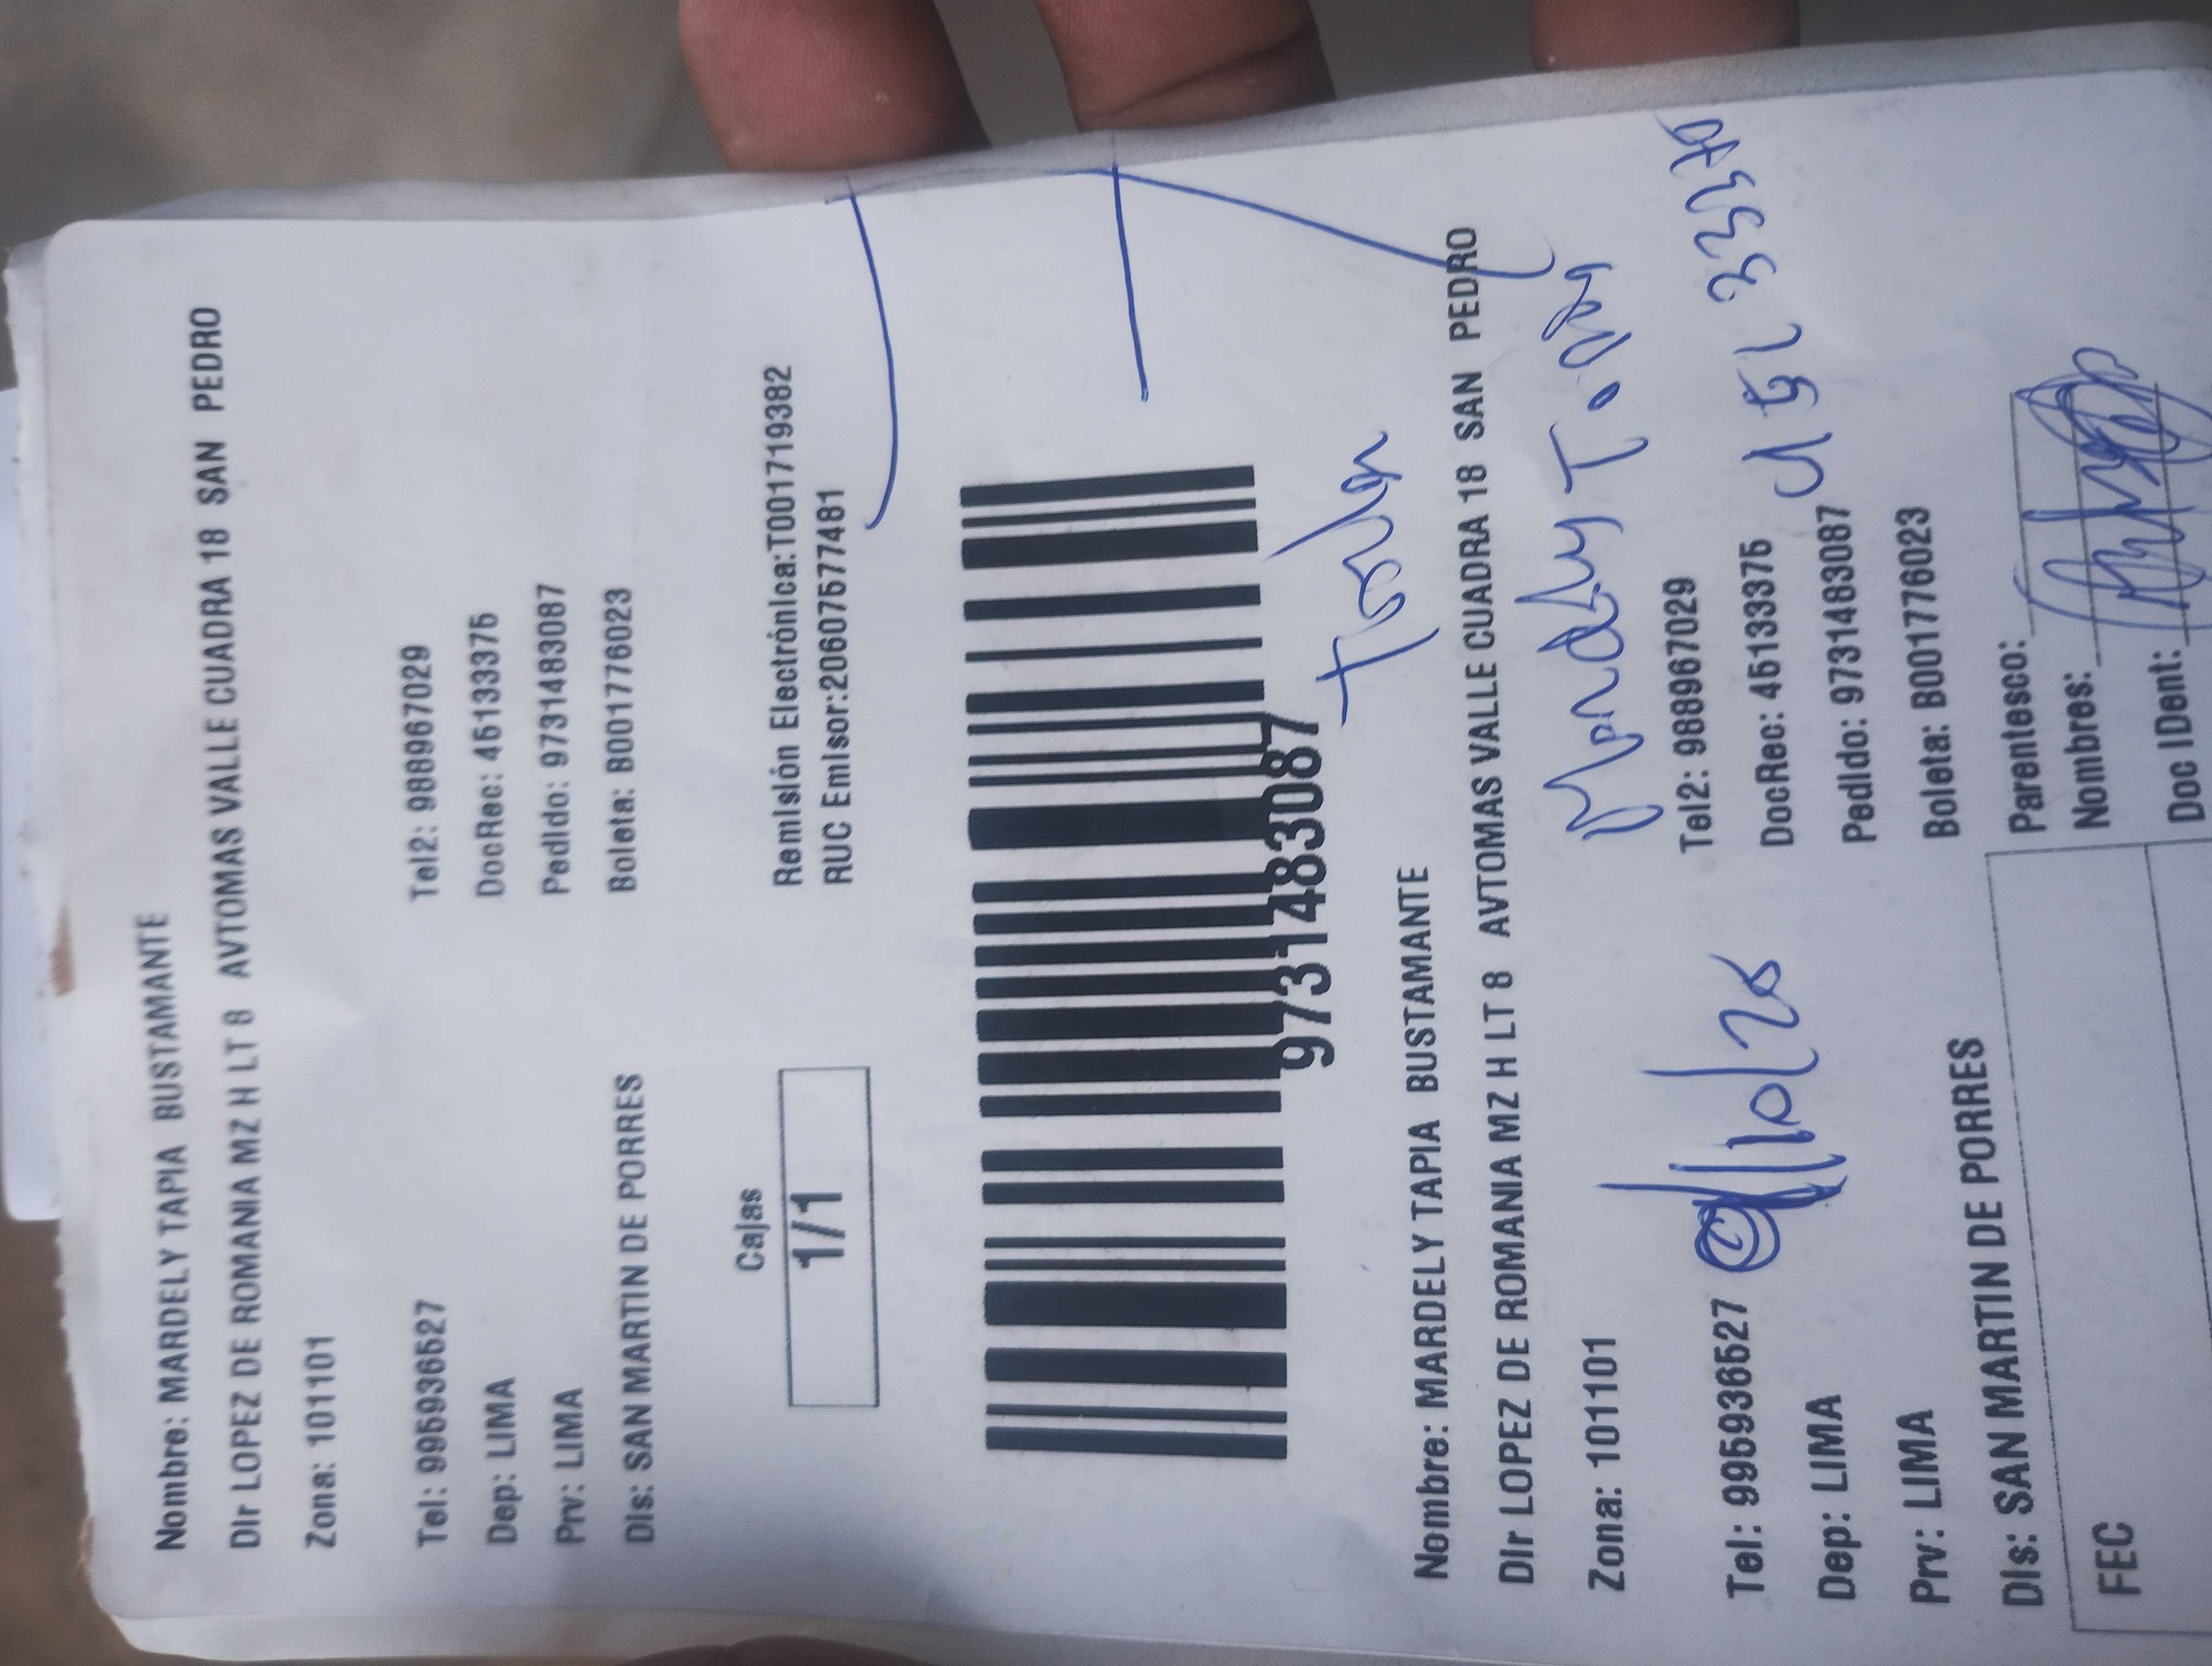 Nombre: MARDELY TAPIA BUSTAMANTE
DIr LOPEZ DE ROMANIA MZ H LT 8 AVTOMAS VALLE CUADRA 18 SAN PEDRO
Zona: 101101
Tel: 995936527
Tel2: 988967029
Dep: LIMA
DocRec: 45133375
Prv: LIMA
Pedido: 9731483087
Dis: SAN MARTIN DE PORRES
Boleta: B001776023
Cajas
1/1
Remisión Electrónica:T001719382
RUC Emisor:20607577481
9731483087
Nombre: MARDELY TAPIA BUSTAMANTE
DIr LOPEZ DE ROMANIA MZ H LT 8 AVTOMAS VALLE CUADRA 18 SAN PEDRO
Zona: 101101
Tel: 995936527
Tel2: 988967029
Dep: LIMA
DocRec: 45133375
Prv: LIMA
Pedido: 9731483087
Dis: SAN MARTIN DE PORRES
Boleta: B001776023
FEC
Parentesco:
Nombres:
Doc IDent: